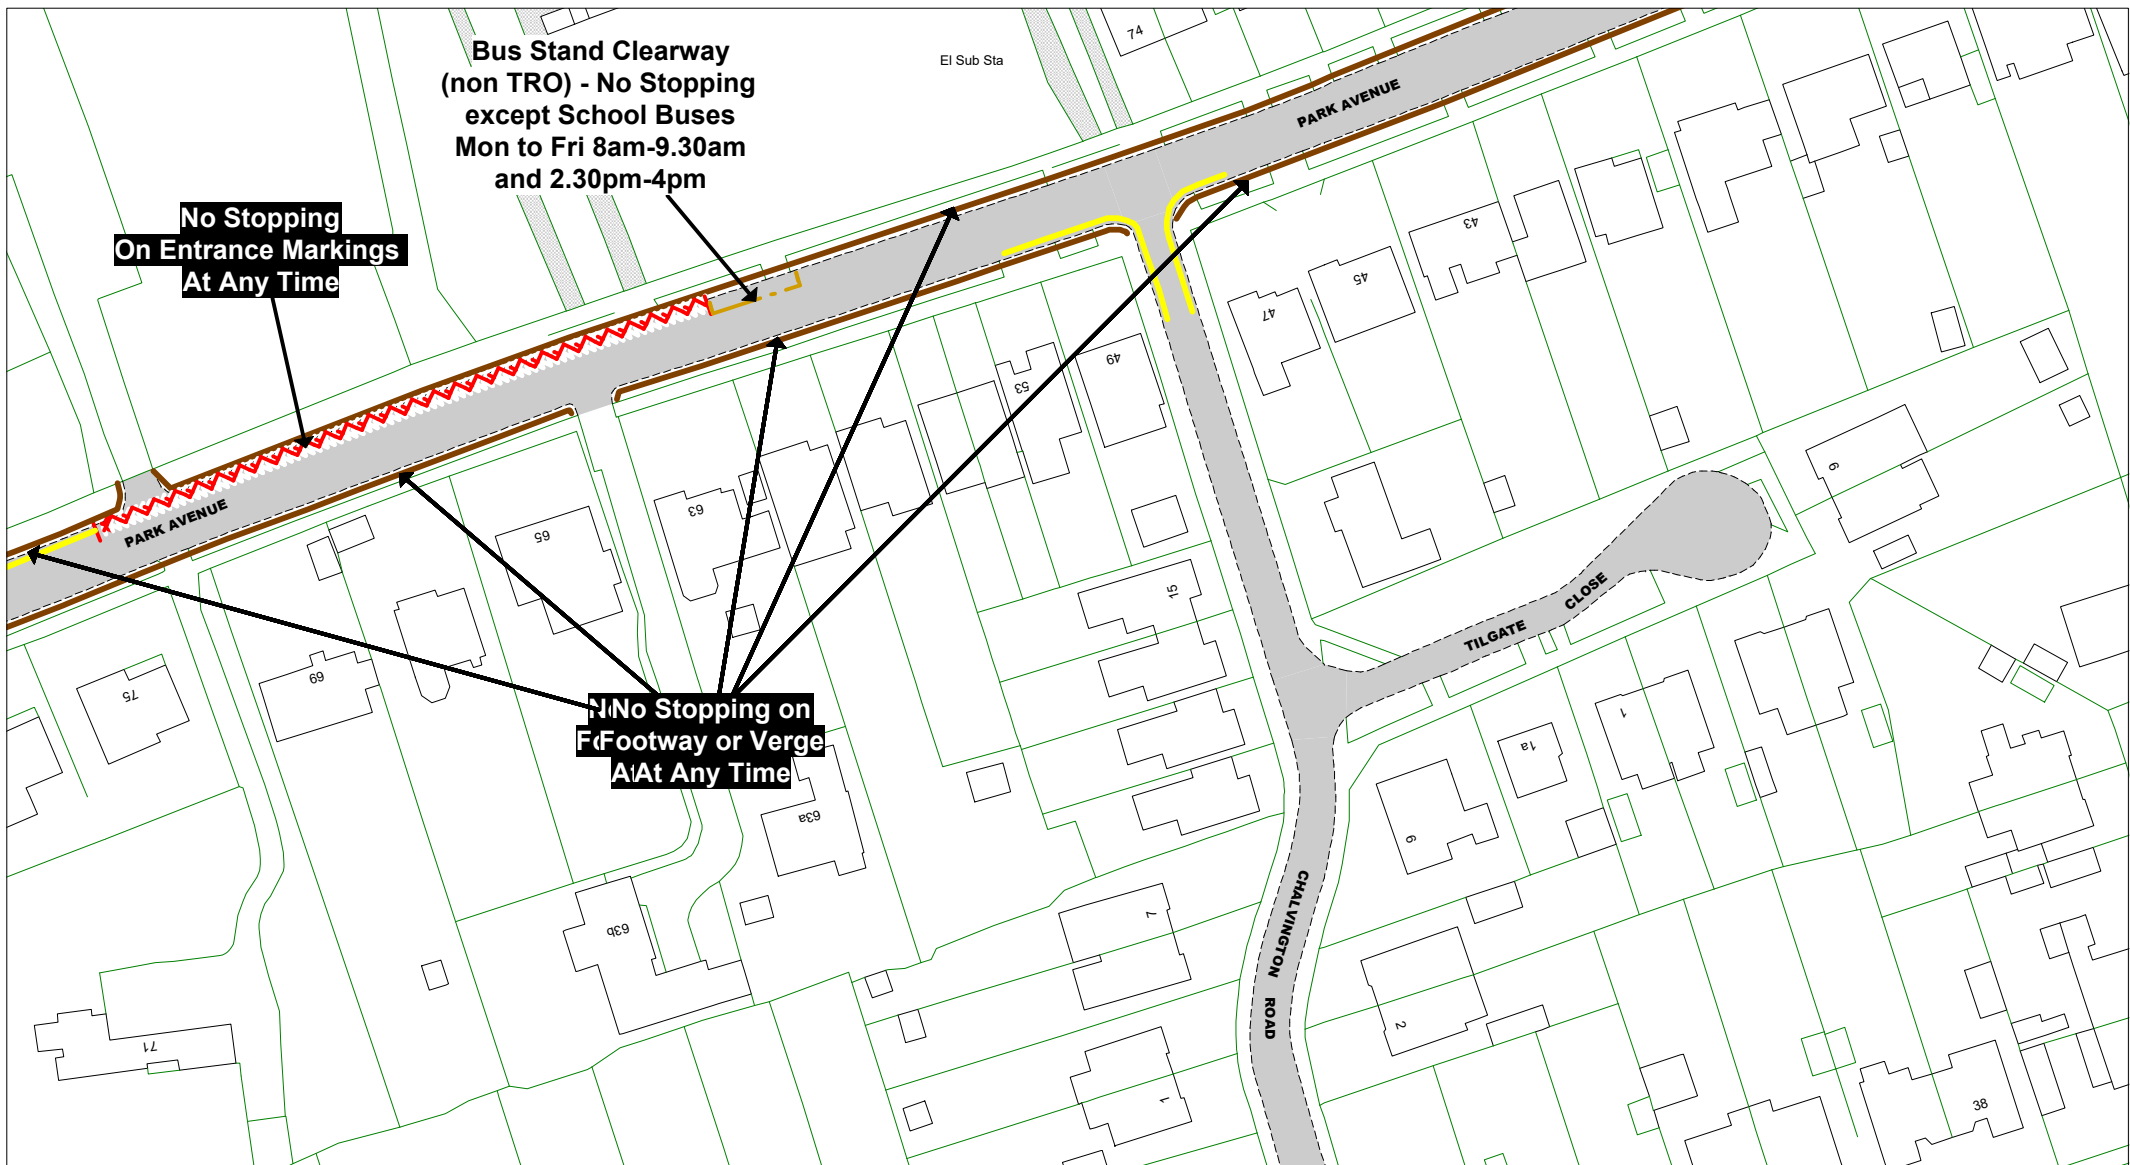 74
El Sub Sta
Bus Stand Clearway
(non TRO) - No Stopping
except School Buses
Mon to Fri 8am-9.30am
and 2.30pm-4pm
PARK AVENUE
No Stopping
On Entrance Markings
At Any Time
43
45
47
49
53
PARK AVENUE
63
65
69
75
15
6
TILGATE
CLOSE
No Stopping on
Footway or Verge
At Any Time
1
1a
63a
63b
7
CHALVINGTON
ROAD
2
71
1
38